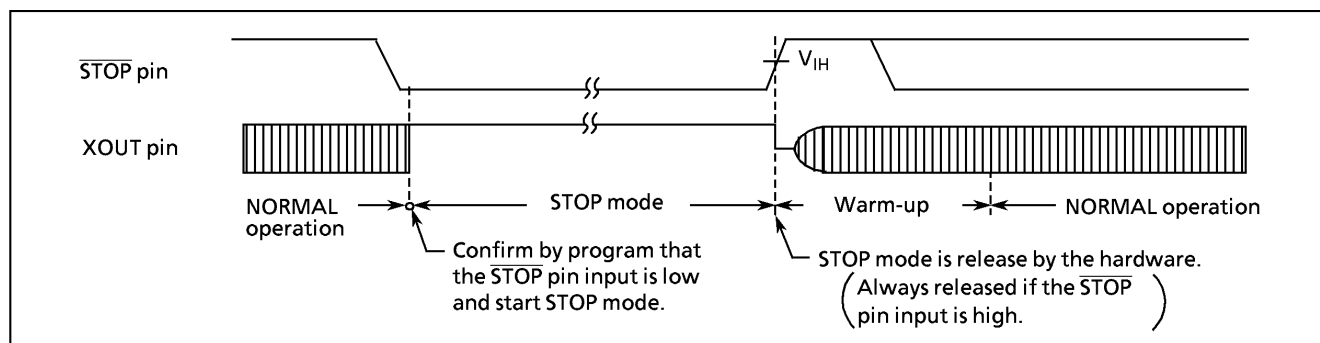 STOP pin
V_IH
XOUT pin
NORMAL operation
STOP mode
Warm-up
NORMAL operation
Confirm by program that
the STOP pin input is low
and start STOP mode.
STOP mode is release by the hardware.
(Always released if the STOP
pin input is high.)